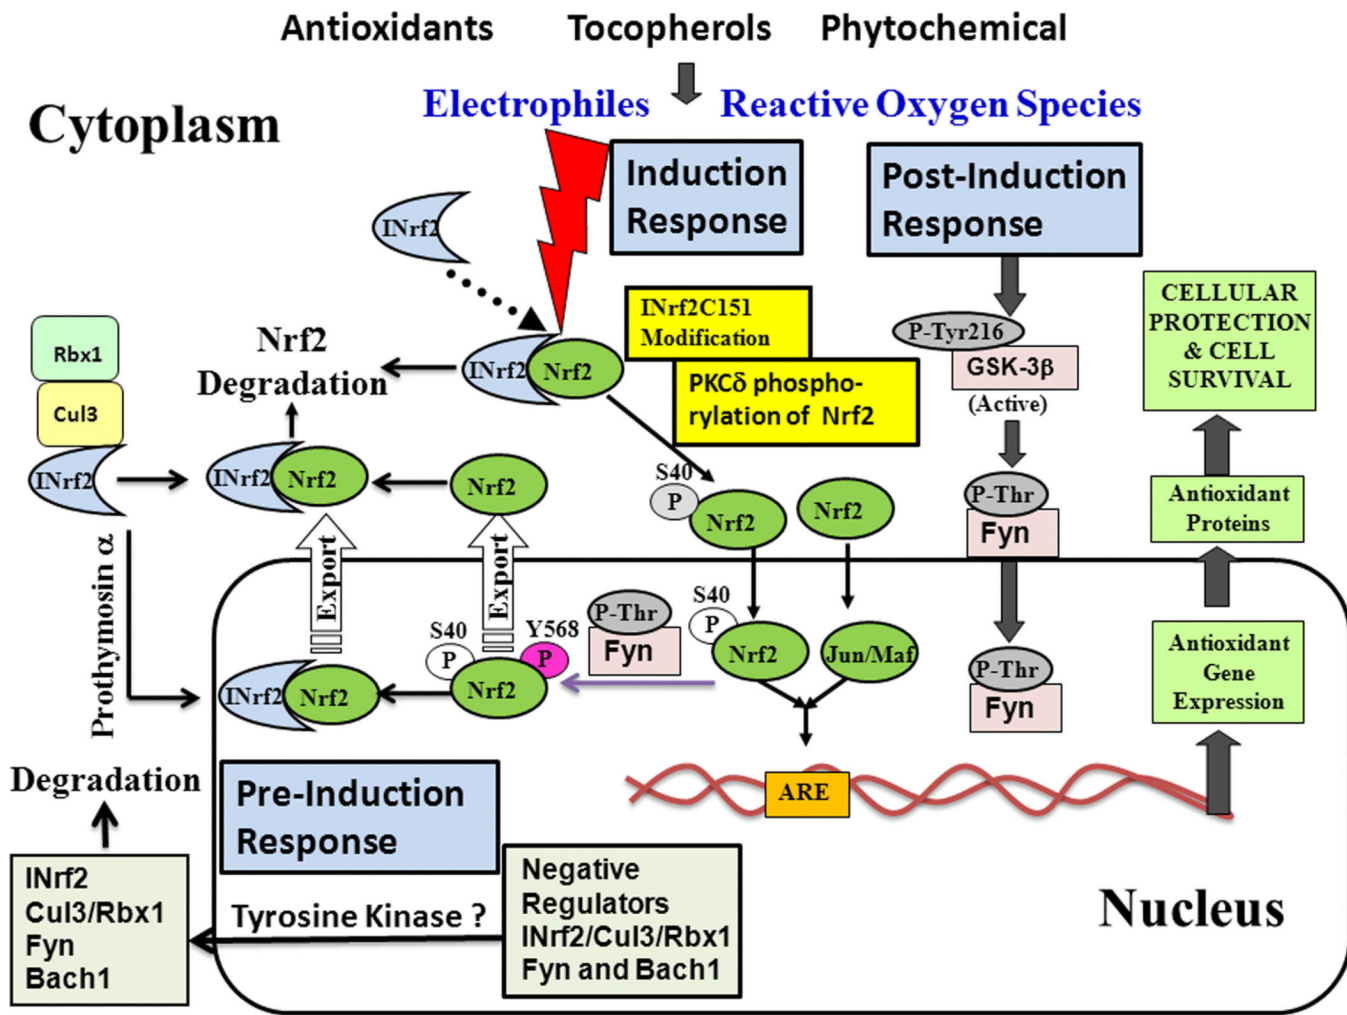 Antioxidants Tocopherols Phytochemical
Electrophiles Reactive Oxygen Species
Cytoplasm
Induction
Response
Post-Induction
Response
INrf2
INrf2C151
Modification
PKCδ phospho-
rylation of Nrf2
P-Tyr216
GSK-3β
(Active)
CELLULAR
PROTECTION
& CELL
SURVIVAL
Rbx1
Cul3
INrf2
Nrf2
Degradation
INrf2
Nrf2
INrf2
Nrf2
Nrf2
S40
P
Nrf2
Nrf2
P-Thr
Fyn
Antioxidant
Proteins
Prothymosin α
Export
Export
INrf2
Nrf2
S40
P
Y568
P
Nrf2
P-Thr
Fyn
S40
P
Nrf2
Jun/Maf
P-Thr
Fyn
Antioxidant
Gene
Expression
ARE
Degradation
Pre-Induction
Response
INrf2
Cul3/Rbx1
Fyn
Bach1
Tyrosine Kinase ?
Negative
Regulators
INrf2/Cul3/Rbx1
Fyn and Bach1
Nucleus